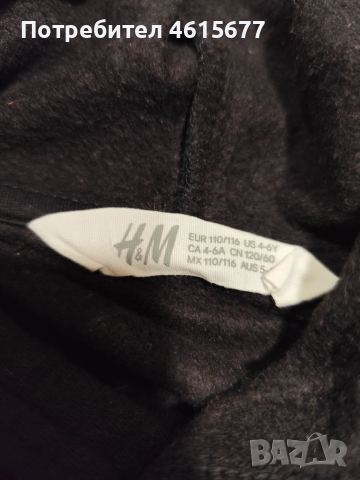 Потребител 4615677
H&M
EUR 110/116 US 4-6Y
CA 4-6A CN 120/60
MX 110/116 AUS 5-
BAZAR